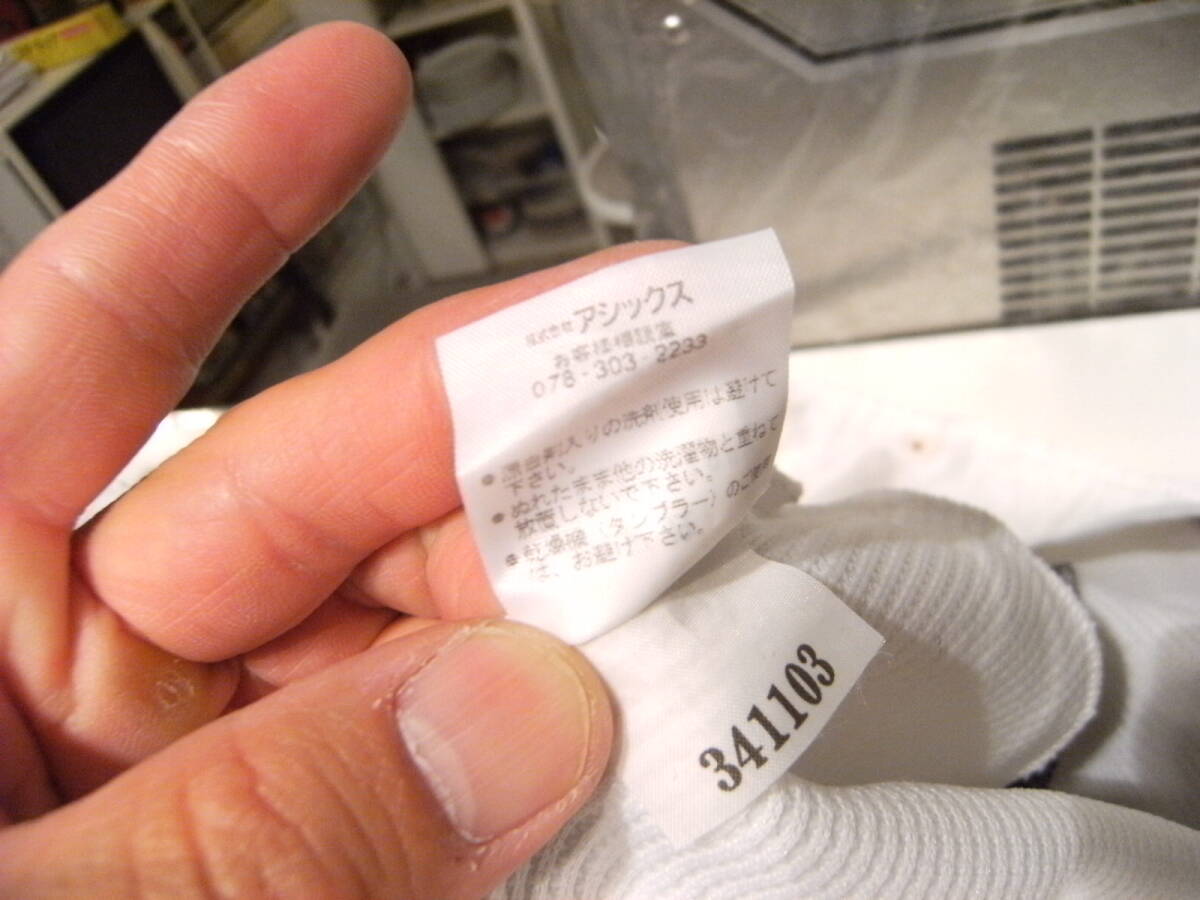 株式会社アシックス
お客様相談室
078-303-2233
●漂白剤入りの洗剤使用は避けて
下さい。
●ぬれたまま他の洗濯物と重ねて
放置しないで下さい。
●乾燥機（タンブラー）のご使用
は、お避け下さい。
341103